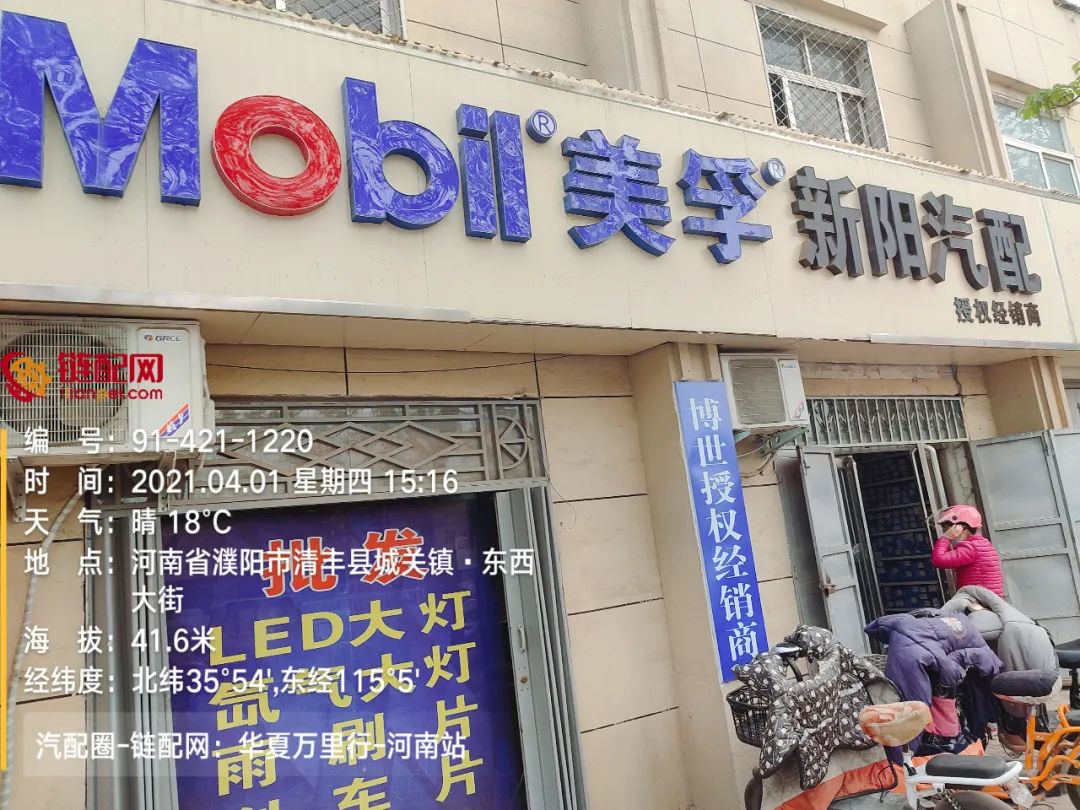 Mobil® 美孚® 新阳汽配
授权经销商
GREE
链配网
lianpei.com
博世授权经销商
编 号：91-421-1220
时 间：2021.04.01 星期四 15:16
天 气：晴 18°C
地 点：河南省濮阳市清丰县城关镇·东西
大街
海 拔：41.6米
经纬度：北纬35°54',东经115°5'
汽配圈-链配网：华夏万里行-河南站
批发
LED大灯
氙气大灯
雨刮片
刹车片